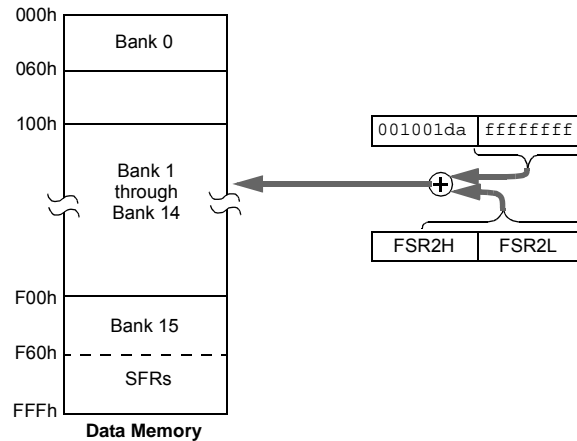 000h
Bank 0
060h
100h
001001da ffffffff
Bank 1
through
Bank 14
FSR2H FSR2L
F00h
Bank 15
F60h
SFRs
FFFh
Data Memory